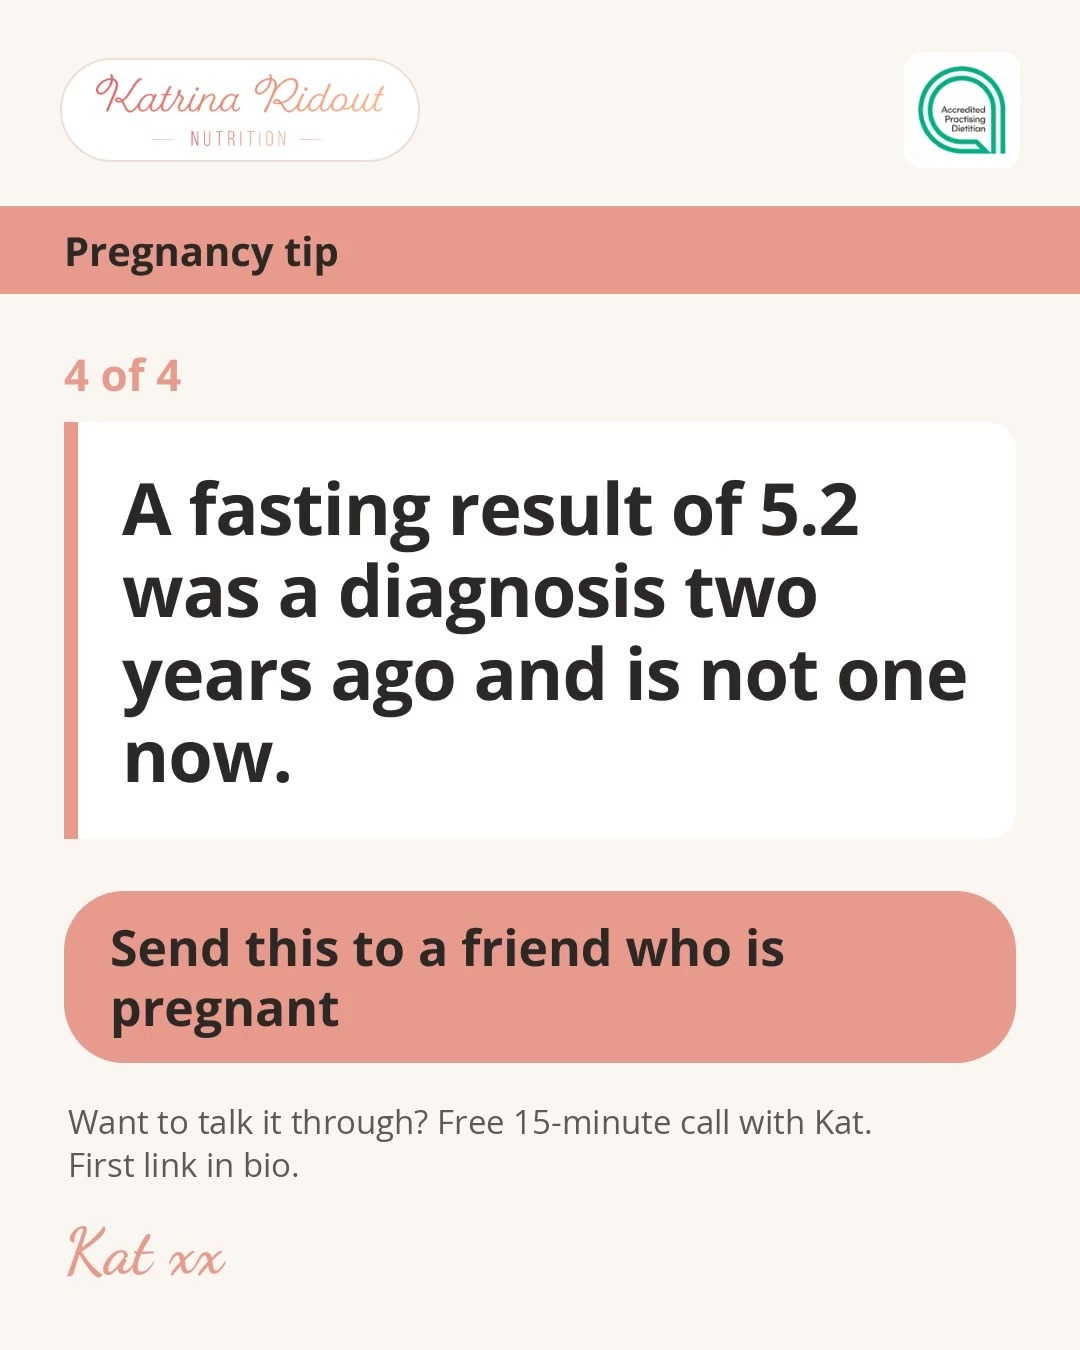 Katrina Ridout
NUTRITION
Accredited
Practising
Dietitian
Pregnancy tip
4 of 4
A fasting result of 5.2
was a diagnosis two
years ago and is not one
now.
Send this to a friend who is
pregnant
Want to talk it through? Free 15-minute call with Kat.
First link in bio.
Kat xx